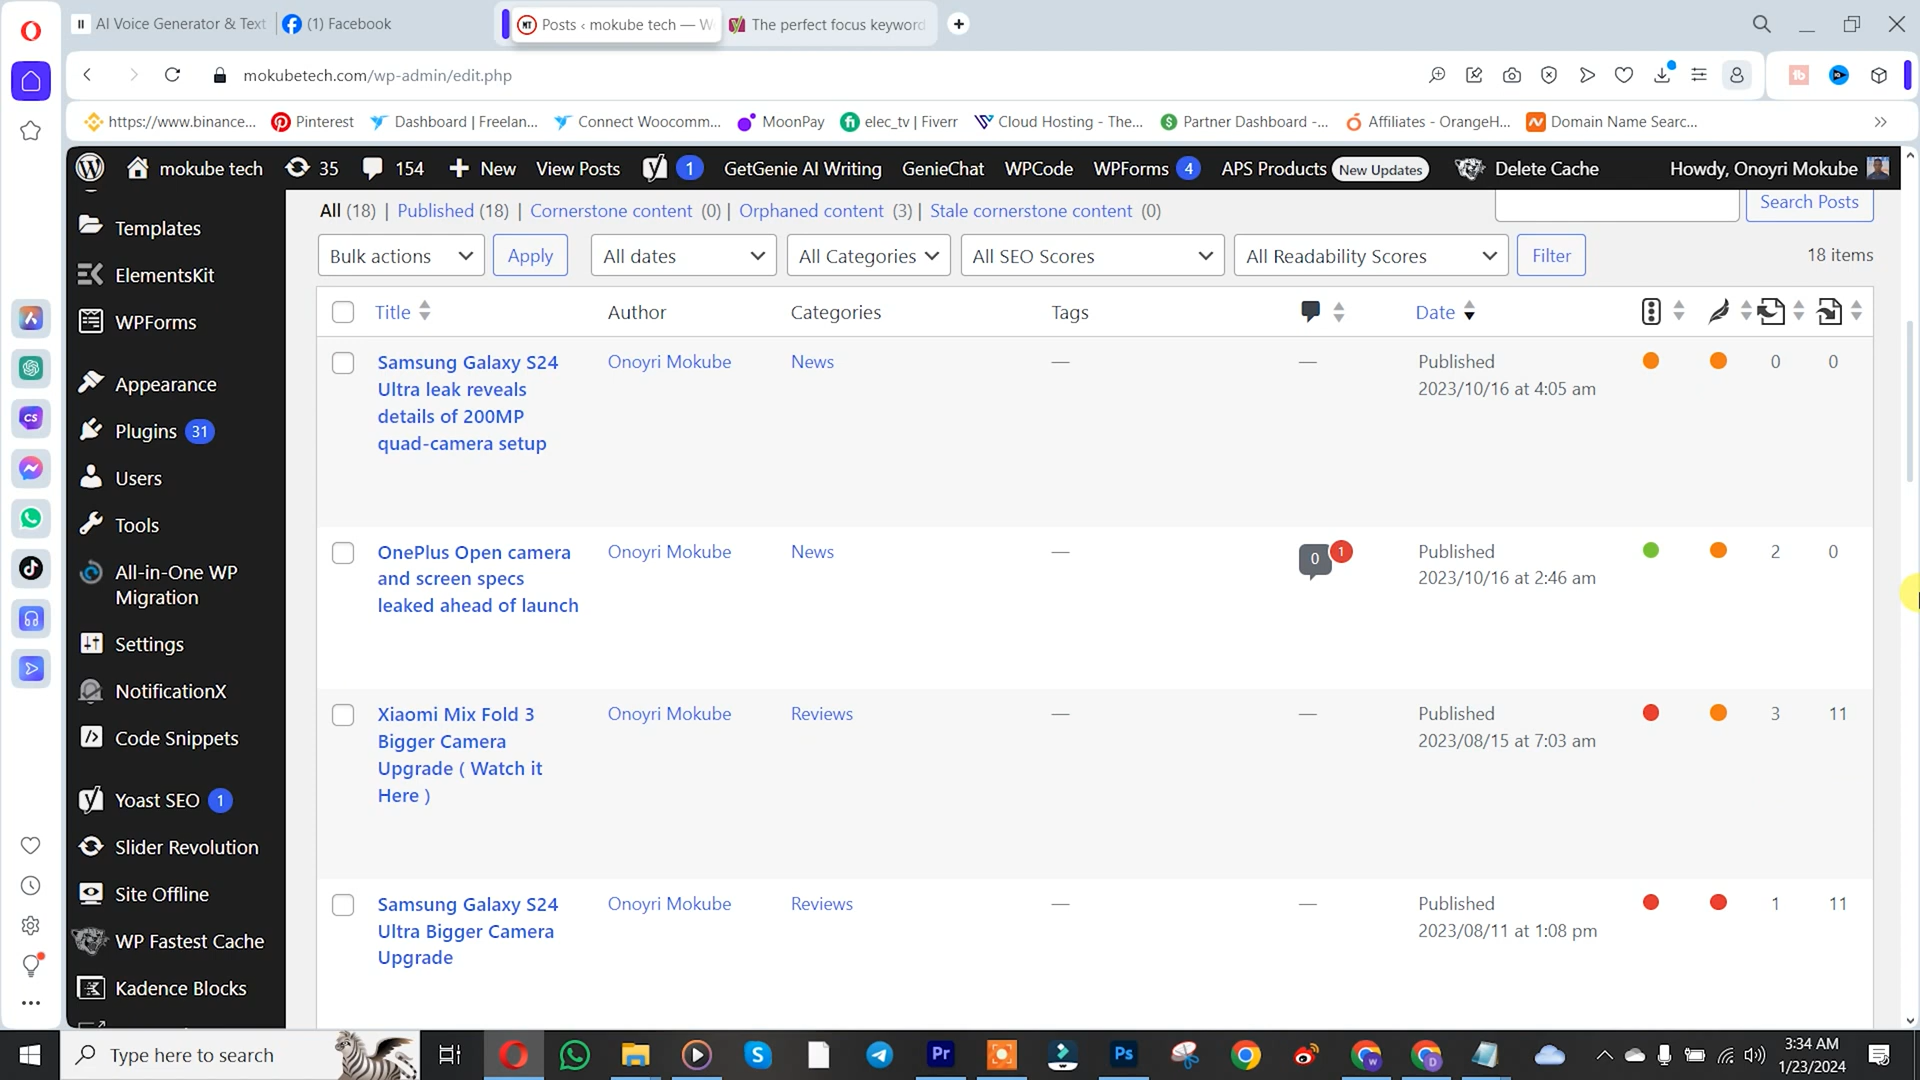 AI Voice Generator & Text
(1) Facebook
Posts ‹ mokube tech — W
The perfect focus keyword
mokubetech.com/wp-admin/edit.php
https://www.binance...
Pinterest
Dashboard | Freelan...
Connect Woocomm...
MoonPay
elec_tv | Fiverr
Cloud Hosting - The...
Partner Dashboard -...
Affiliates - OrangeH...
Domain Name Searc...
mokube tech
35
154
New
View Posts
1
GetGenie AI Writing
GenieChat
WPCode
WPForms 4
APS Products New Updates
Delete Cache
Howdy, Onoyri Mokube
Templates
ElementsKit
WPForms
Appearance
Plugins 31
Users
Tools
All-in-One WP
Migration
Settings
NotificationX
Code Snippets
Yoast SEO 1
Slider Revolution
Site Offline
WP Fastest Cache
Kadence Blocks
All (18) | Published (18) | Cornerstone content (0) | Orphaned content (3) | Stale cornerstone content (0)
Search Posts
Bulk actions
Apply
All dates
All Categories
All SEO Scores
All Readability Scores
Filter
18 items
Title Author Categories Tags Date
Samsung Galaxy S24
Ultra leak reveals
details of 200MP
quad-camera setup
Onoyri Mokube
News
—
—
Published
2023/10/16 at 4:05 am
0
0
OnePlus Open camera
and screen specs
leaked ahead of launch
Onoyri Mokube
News
—
0
1
Published
2023/10/16 at 2:46 am
2
0
Xiaomi Mix Fold 3
Bigger Camera
Upgrade ( Watch it
Here )
Onoyri Mokube
Reviews
—
—
Published
2023/08/15 at 7:03 am
3
11
Samsung Galaxy S24
Ultra Bigger Camera
Upgrade
Onoyri Mokube
Reviews
—
—
Published
2023/08/11 at 1:08 pm
1
11
Type here to search
3:34 AM
1/23/2024